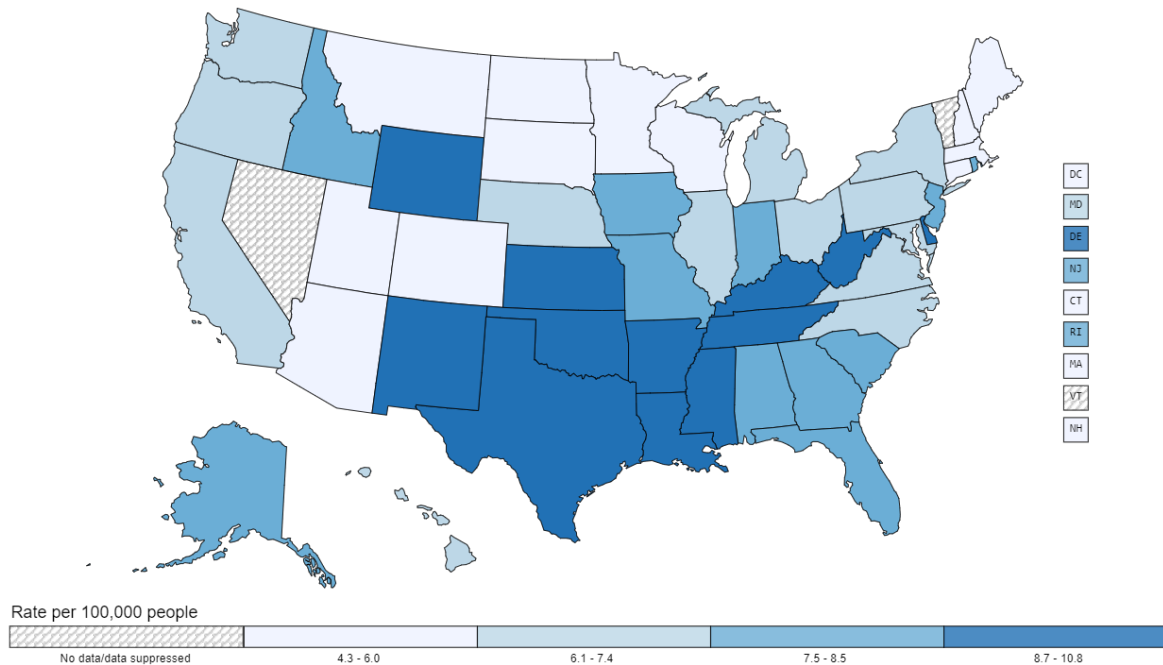 DC
MD
DE
NJ
CT
RI
MA
VT
NH
Rate per 100,000 people
No data/data suppressed
4.3 - 6.0
6.1 - 7.4
7.5 - 8.5
8.7 - 10.8